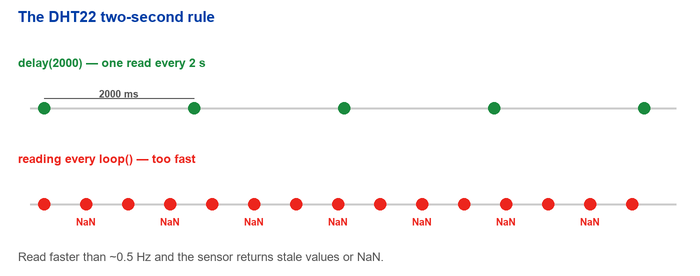 The DHT22 two-second rule
delay(2000) — one read every 2 s
2000 ms
reading every loop() — too fast
NaN NaN NaN NaN NaN NaN NaN
Read faster than ~0.5 Hz and the sensor returns stale values or NaN.